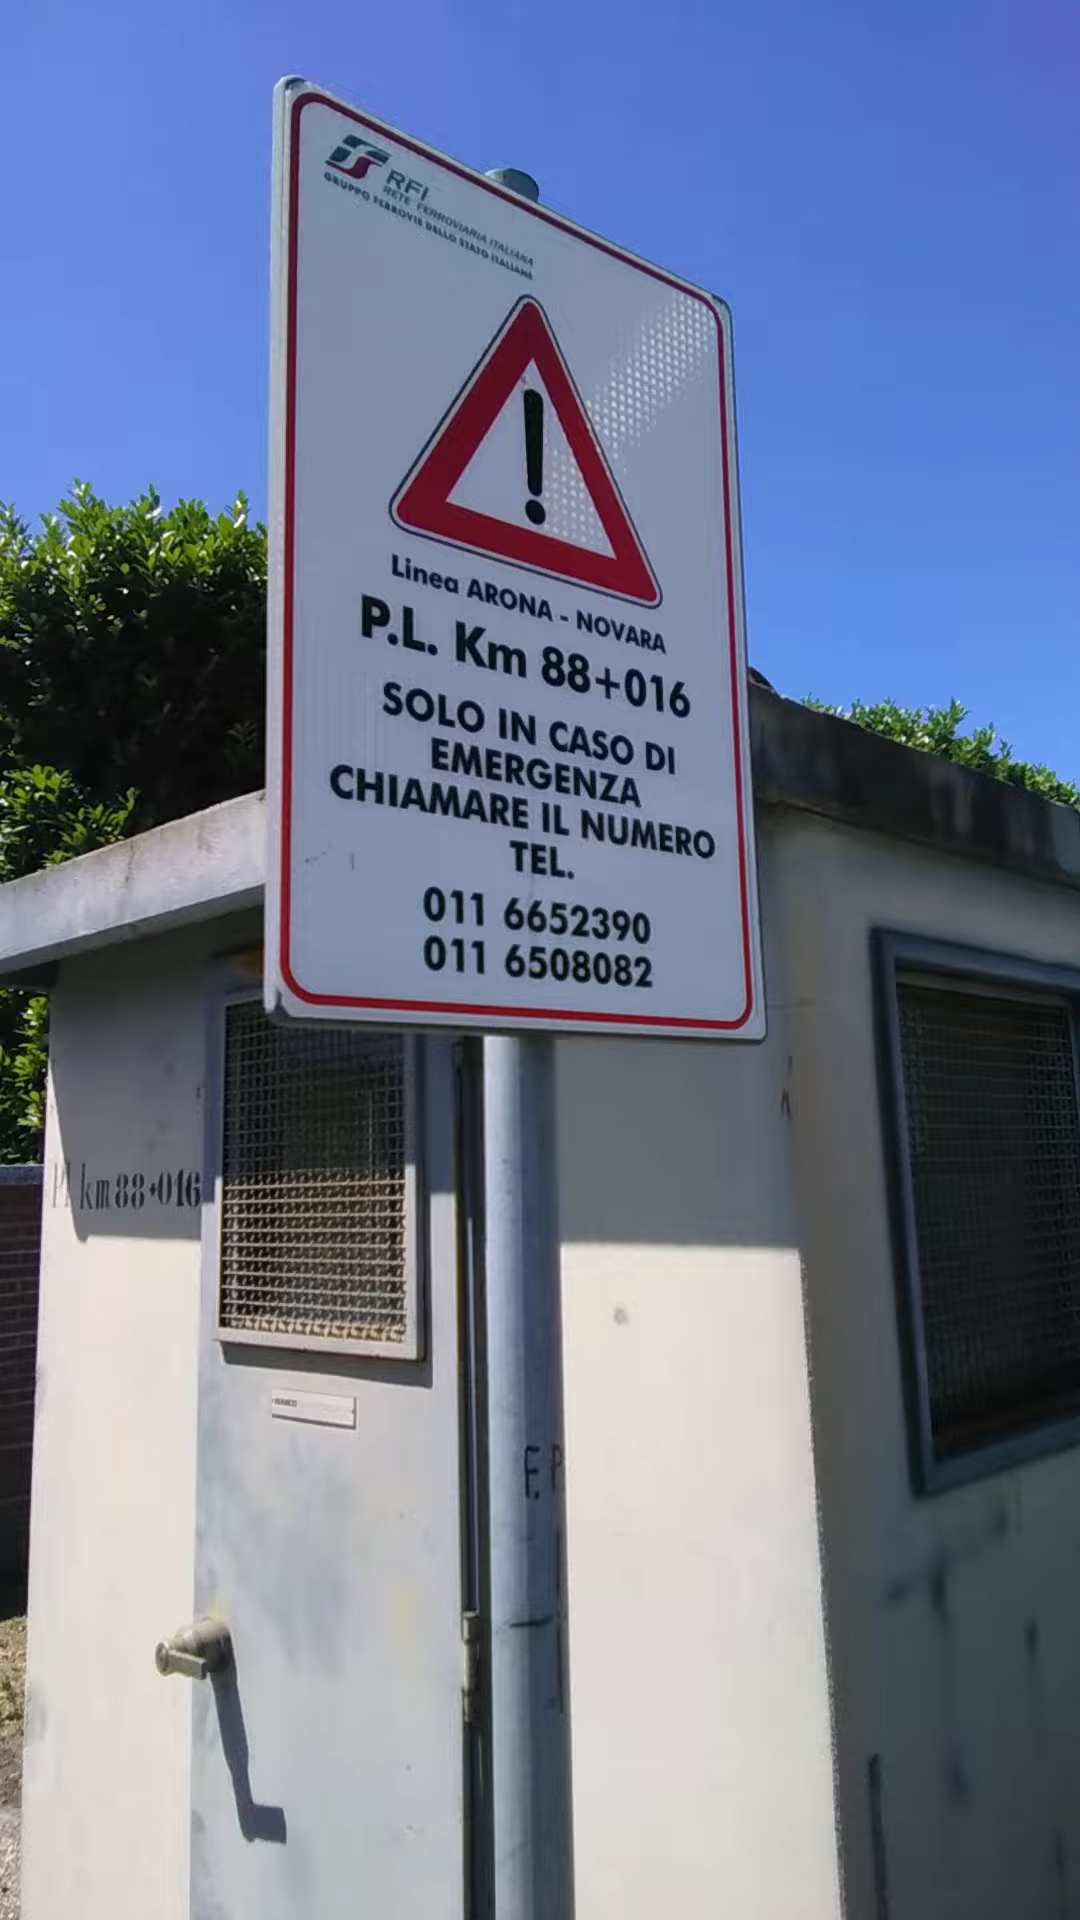 RFI
RETE FERROVIARIA ITALIANA
GRUPPO FERROVIE DELLO STATO ITALIANE
!
Linea ARONA - NOVARA
P.L. Km 88+016
SOLO IN CASO DI
EMERGENZA
CHIAMARE IL NUMERO
TEL.
011 6652390
011 6508082
Pl km 88+016
F.P